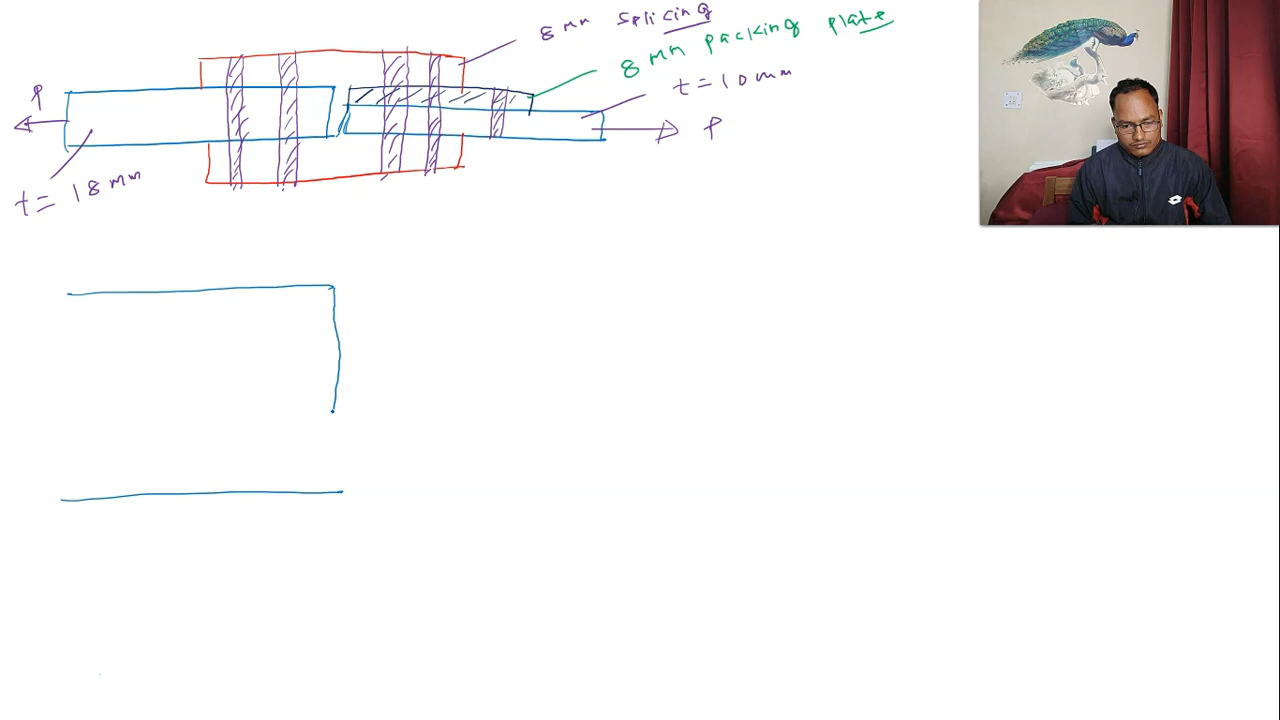 8 mm splicing
8 mm packing plate
t = 10 mm
P
P
t = 18 mm